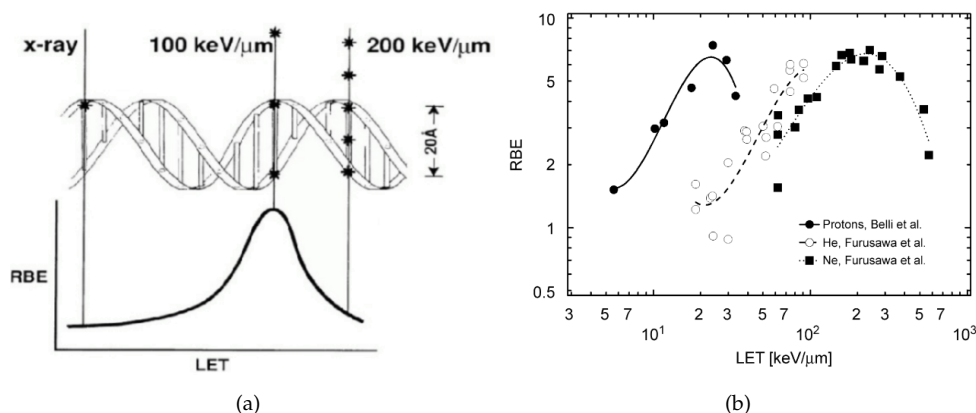 x-ray
100 keV/µm
200 keV/µm
20Å
RBE
LET
(a)
10
5
2
1
0.5
RBE
3 5 7 10¹ 2 3 5 7 10² 2 3 5 7 10³
LET [keV/µm]
Protons, Belli et al.
He, Furusawa et al.
Ne, Furusawa et al.
(b)